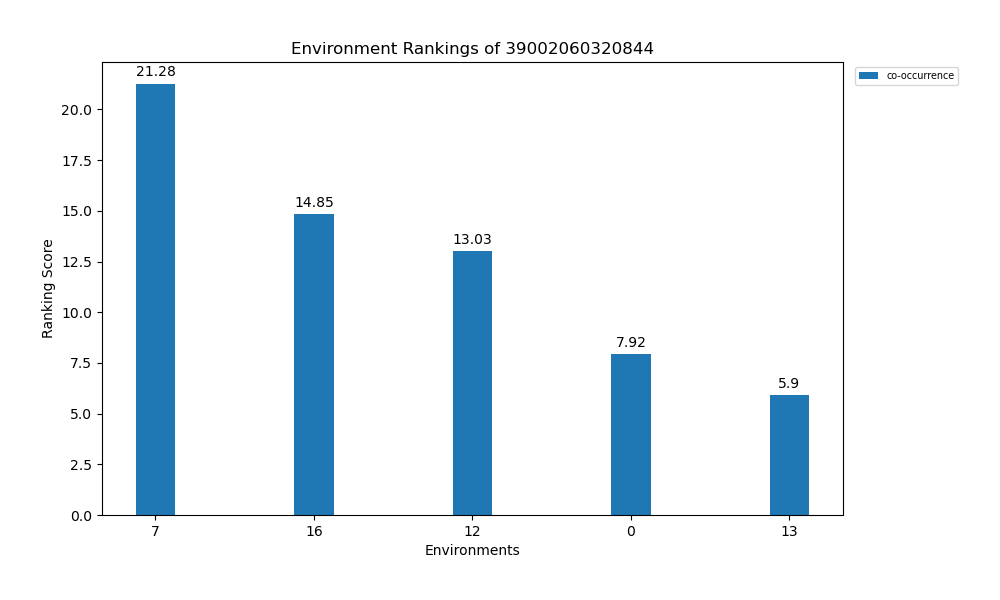 Environment Rankings of 39002060320844
co-occurrence
21.28
14.85
13.03
7.92
5.9
Ranking Score
20.0
17.5
15.0
12.5
10.0
7.5
5.0
2.5
0.0
7 16 12 0 13
Environments